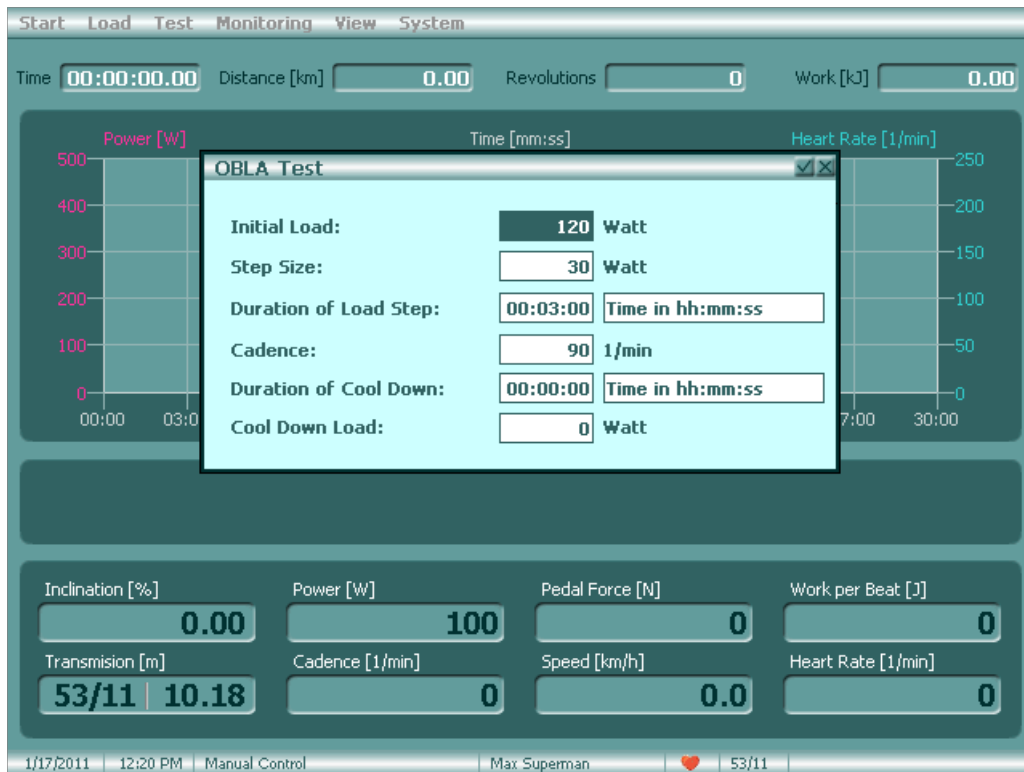 Start Load Test Monitoring View System
Time 00:00:00.00 Distance [km] 0.00 Revolutions 0 Work [kJ] 0.00
Power [W] Time [mm:ss] Heart Rate [1/min]
OBLA Test
500 250
400 200
300 150
200 100
100 50
0 0
00:00 03:0 7:00 30:00
Initial Load: 120 Watt
Step Size: 30 Watt
Duration of Load Step: 00:03:00 Time in hh:mm:ss
Cadence: 90 1/min
Duration of Cool Down: 00:00:00 Time in hh:mm:ss
Cool Down Load: 0 Watt
Inclination [%] Power [W] Pedal Force [N] Work per Beat [J]
0.00 100 0 0
Transmision [m] Cadence [1/min] Speed [km/h] Heart Rate [1/min]
53/11 10.18 0 0.0 0
1/17/2011 12:20 PM Manual Control Max Superman 53/11